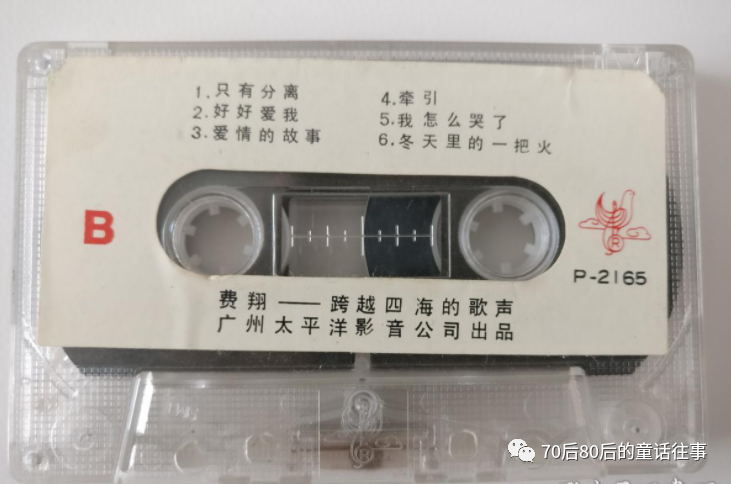 1.只有分离
2.好好爱我
3.爱情的故事
4.牵引
5.我怎么哭了
6.冬天里的一把火
B
R
P-2165
费翔——跨越四海的歌声
广州太平洋影音公司出品
70后80后的童话往事